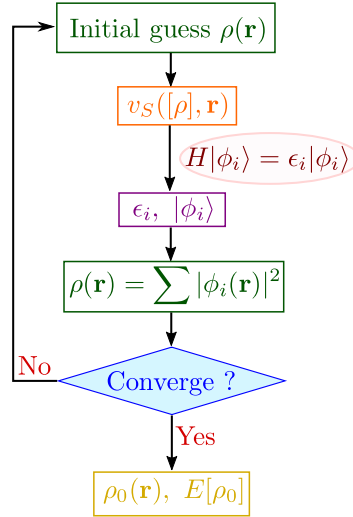 Initial guess ρ(𝐫)
v_S([ρ], 𝐫)
H|ϕ_i⟩ = ϵ_i|ϕ_i⟩
ϵ_i, |ϕ_i⟩
ρ(𝐫) = ∑ |ϕ_i(𝐫)|²
Converge ?
No
Yes
ρ_0(𝐫), E[ρ_0]